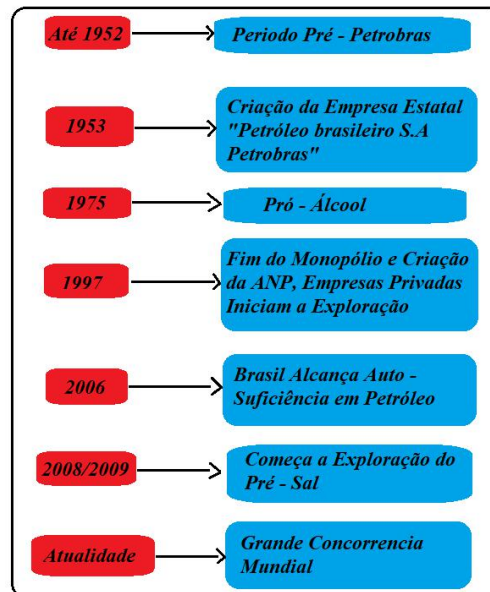 Até 1952
Periodo Pré - Petrobras
1953
Criação da Empresa Estatal
"Petróleo brasileiro S.A
Petrobras"
1975
Pró - Álcool
1997
Fim do Monopólio e Criação
da ANP, Empresas Privadas
Iniciam a Exploração
2006
Brasil Alcança Auto -
Suficiência em Petróleo
2008/2009
Começa a Exploração do
Pré - Sal
Atualidade
Grande Concorrencia
Mundial